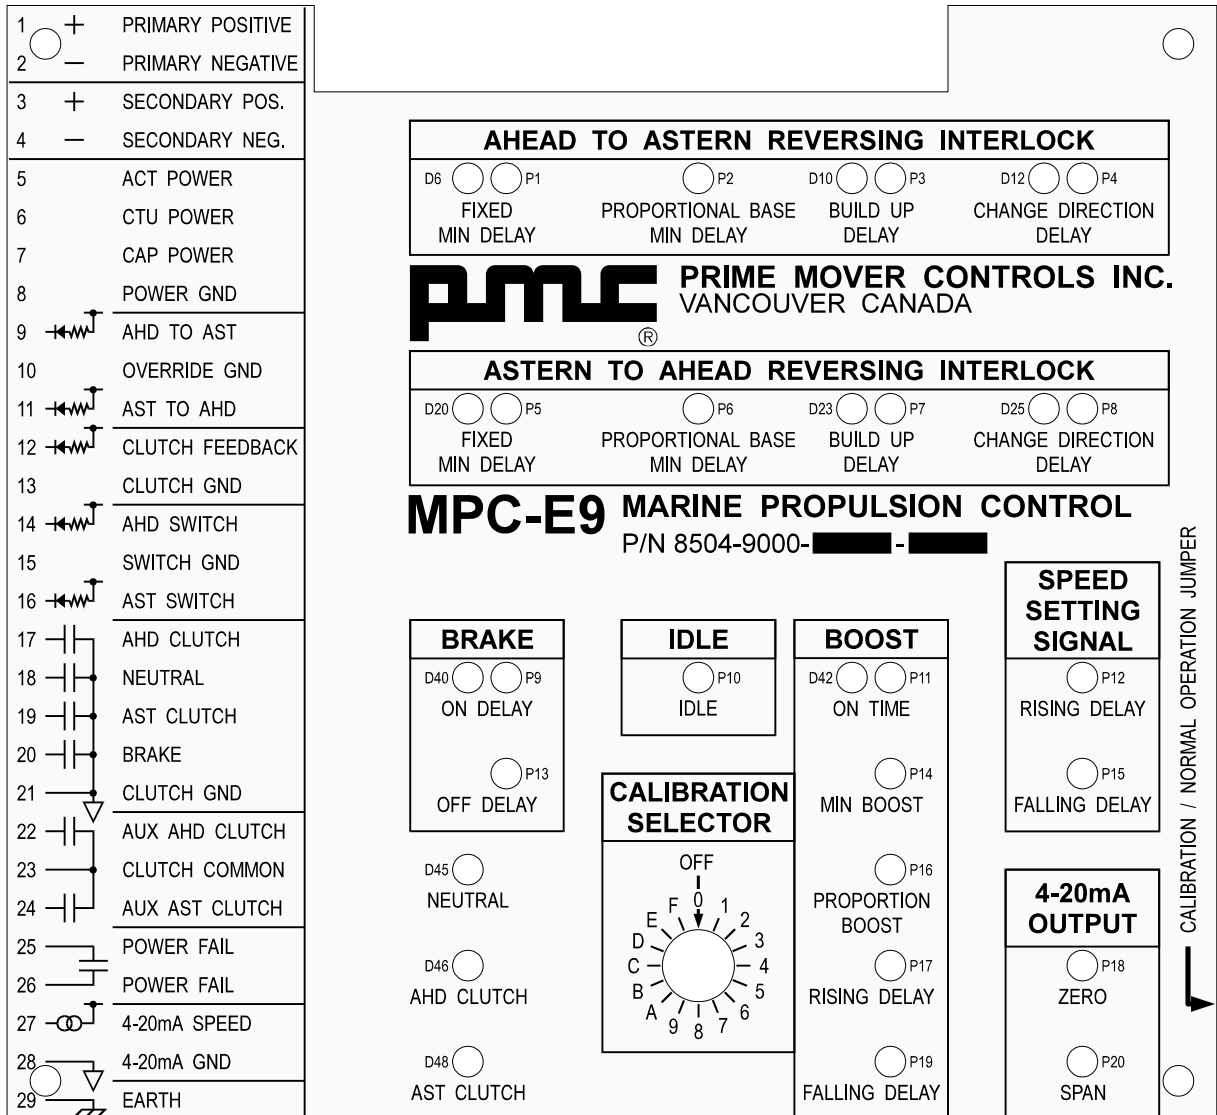 1 + PRIMARY POSITIVE
2 — PRIMARY NEGATIVE
3 + SECONDARY POS.
4 — SECONDARY NEG.
5 ACT POWER
6 CTU POWER
7 CAP POWER
8 POWER GND
9 AHD TO AST
10 OVERRIDE GND
11 AST TO AHD
12 CLUTCH FEEDBACK
13 CLUTCH GND
14 AHD SWITCH
15 SWITCH GND
16 AST SWITCH
17 AHD CLUTCH
18 NEUTRAL
19 AST CLUTCH
20 BRAKE
21 CLUTCH GND
22 AUX AHD CLUTCH
23 CLUTCH COMMON
24 AUX AST CLUTCH
25 POWER FAIL
26 POWER FAIL
27 4-20mA SPEED
28 4-20mA GND
29 EARTH
AHEAD TO ASTERN REVERSING INTERLOCK
D6 P1 P2 D10 P3 D12 P4
FIXED PROPORTIONAL BASE BUILD UP CHANGE DIRECTION
MIN DELAY MIN DELAY DELAY DELAY
pmc PRIME MOVER CONTROLS INC.
VANCOUVER CANADA
®
ASTERN TO AHEAD REVERSING INTERLOCK
D20 P5 P6 D23 P7 D25 P8
FIXED PROPORTIONAL BASE BUILD UP CHANGE DIRECTION
MIN DELAY MIN DELAY DELAY DELAY
MPC-E9 MARINE PROPULSION CONTROL
P/N 8504-9000- -
BRAKE
D40 P9
ON DELAY
P13
OFF DELAY
D45
NEUTRAL
D46
AHD CLUTCH
D48
AST CLUTCH
IDLE
P10
IDLE
CALIBRATION
SELECTOR
OFF
0
1
2
3
4
5
6
7
8
9
A
B
C
D
E
F
BOOST
D42 P11
ON TIME
P14
MIN BOOST
P16
PROPORTION
BOOST
P17
RISING DELAY
P19
FALLING DELAY
SPEED
SETTING
SIGNAL
P12
RISING DELAY
P15
FALLING DELAY
4-20mA
OUTPUT
P18
ZERO
P20
SPAN
CALIBRATION / NORMAL OPERATION JUMPER